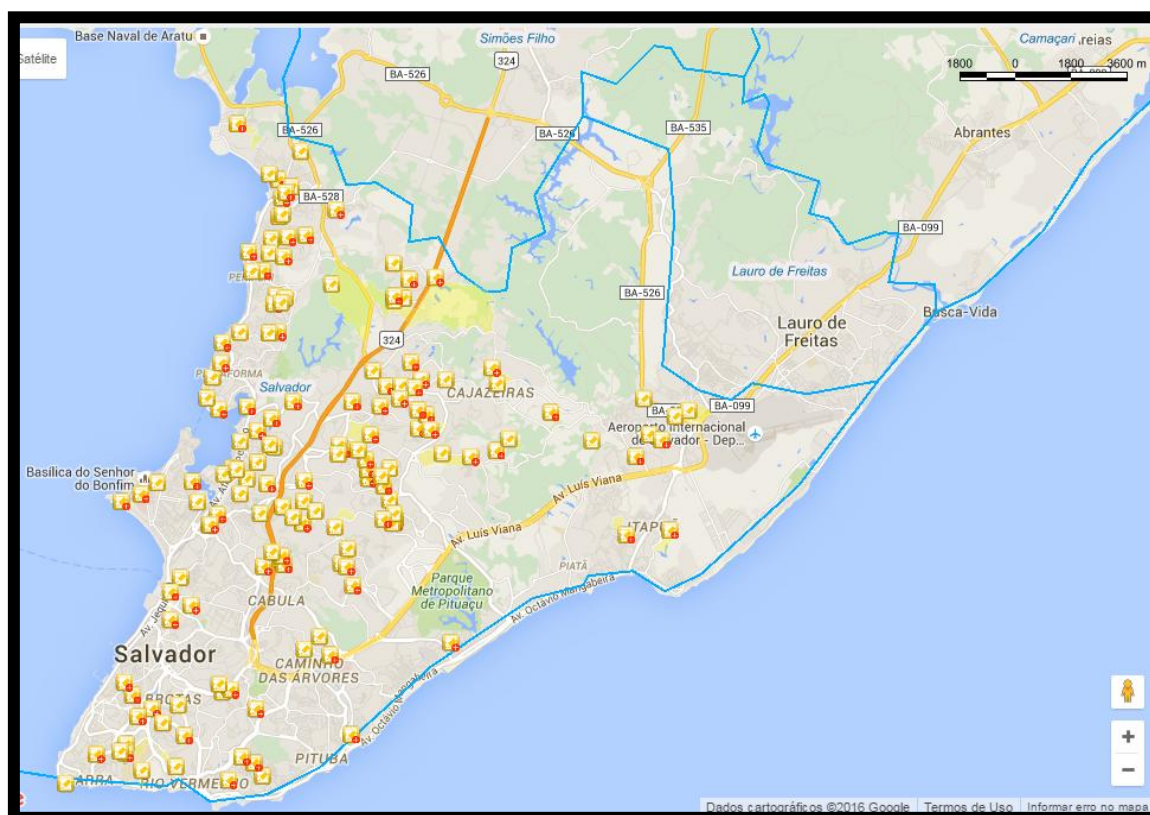 Base Naval de Aratu
Satélite
Simões Filho
Camaçari
reias
324
BA-526
1800 0 1800 3600 m
BA-526
BA-526
BA-535
Abrantes
BA-528
BA-099
Lauro de Freitas
BA-526
Busca-Vida
Lauro de
Freitas
324
Salvador
CAJAZEIRAS
BA-099
Aeroporto Internacional
de Salvador - Dep...
Basílica do Senhor
do Bonfim
Av. Luís Viana
Av. Luís Viana
ITAPUÃ
PIATÃ
Parque
Metropolitano
de Pituaçu
Av. Octávio Mangabeira
CABULA
Salvador
CAMINHO
DAS ÁRVORES
BROTAS
Av. Octávio Mangabeira
PITUBA
RIO VERMELHO
Dados cartográficos ©2016 Google Termos de Uso Informar erro no mapa